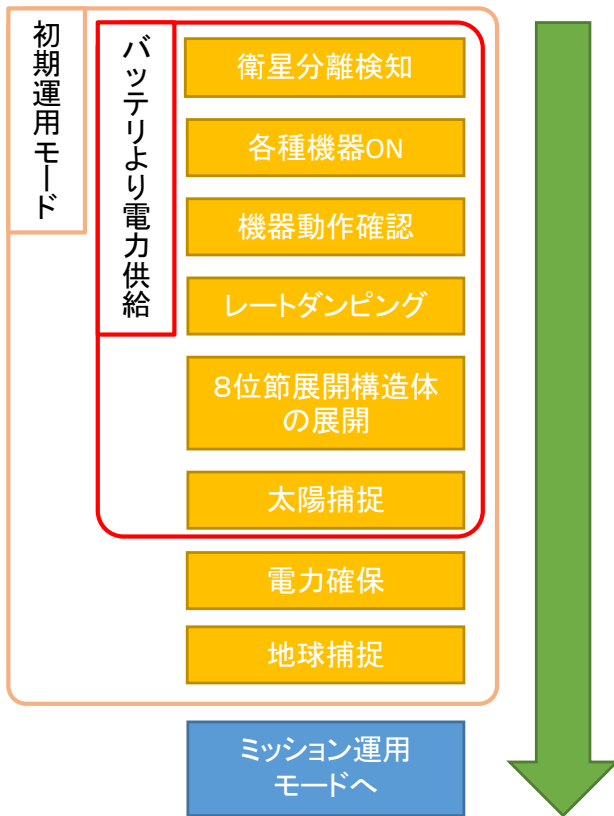 初期運用モード
バッテリより電力供給
衛星分離検知
各種機器ON
機器動作確認
レートダンピング
8位節展開構造体
の展開
太陽捕捉
電力確保
地球捕捉
ミッション運用
モードへ